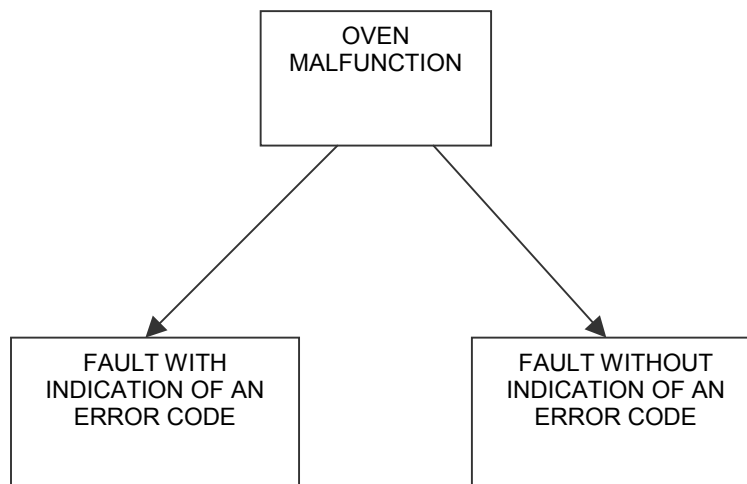 OVEN
MALFUNCTION
FAULT WITH
INDICATION OF AN
ERROR CODE
FAULT WITHOUT
INDICATION OF AN
ERROR CODE